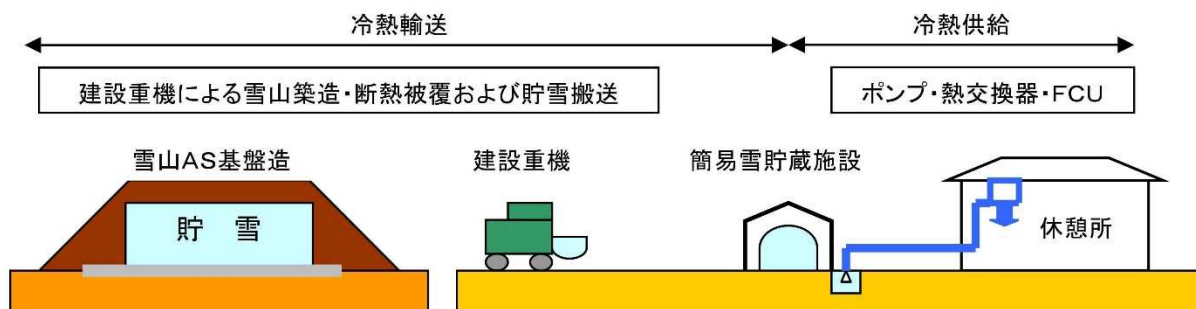 冷熱輸送
冷熱供給
建設重機による雪山築造・断熱被覆および貯雪搬送
ポンプ・熱交換器・FCU
雪山AS基盤造
建設重機
簡易雪貯蔵施設
貯 雪
休憩所